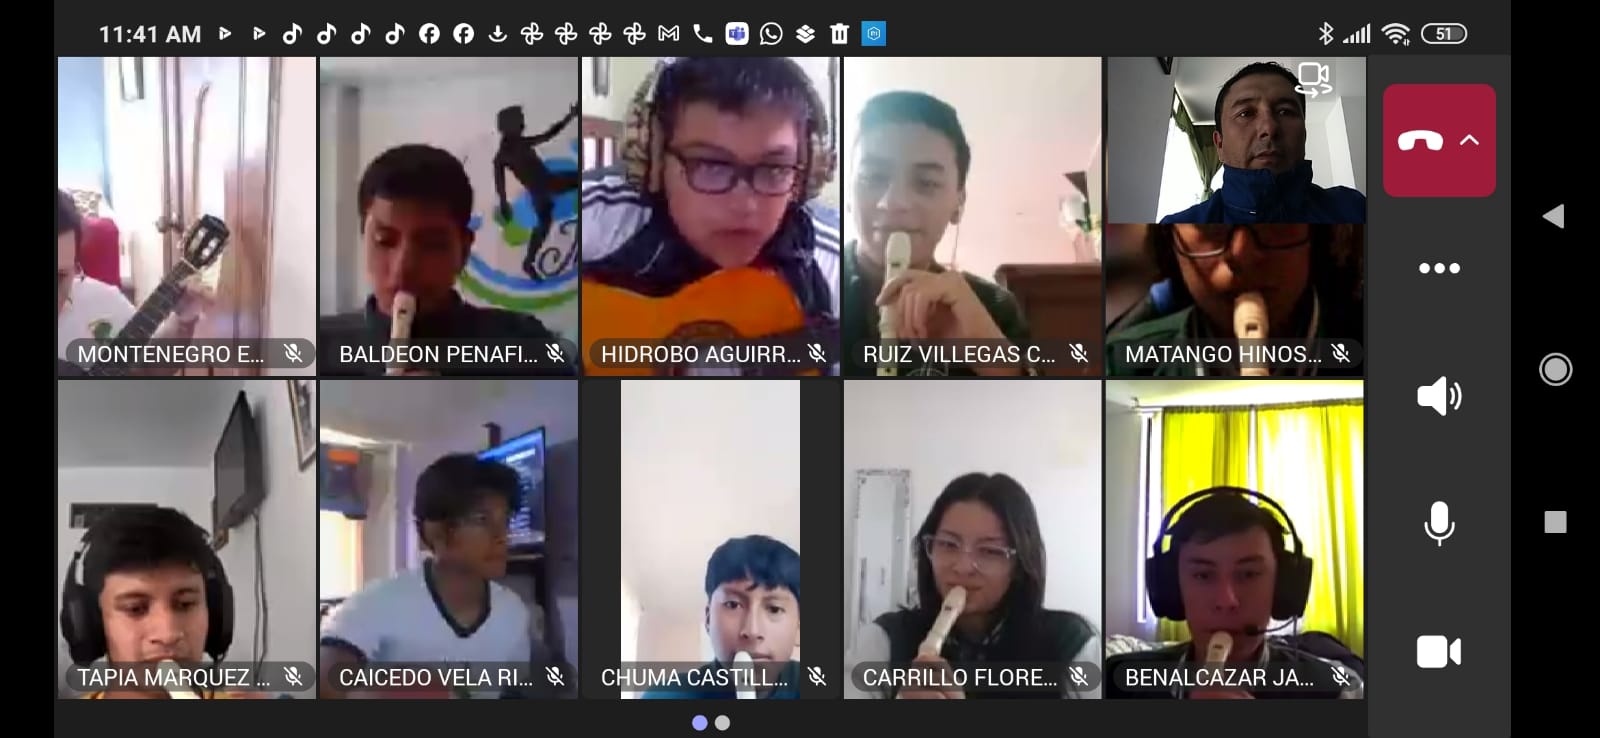 11:41 AM
51
MONTENEGRO E...
BALDEON PENAFI...
HIDROBO AGUIRR...
RUIZ VILLEGAS C...
MATANGO HINOS...
TAPIA MARQUEZ ...
CAICEDO VELA RI...
CHUMA CASTILL...
CARRILLO FLORE...
BENALCAZAR JA...